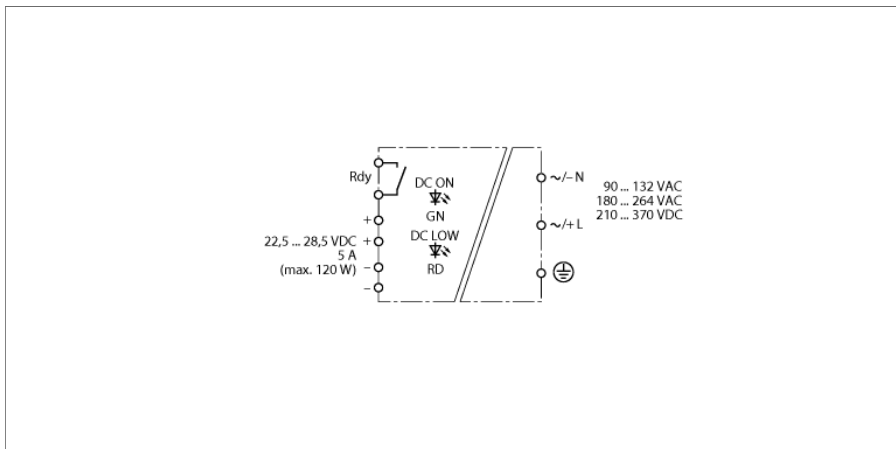 Rdy
DC ON
GN
DC LOW
RD
+
22,5 ... 28,5 VDC +
5 A
(max. 120 W) –
–
~/– N
~/+ L
90 ... 132 VAC
180 ... 264 VAC
210 ... 370 VDC